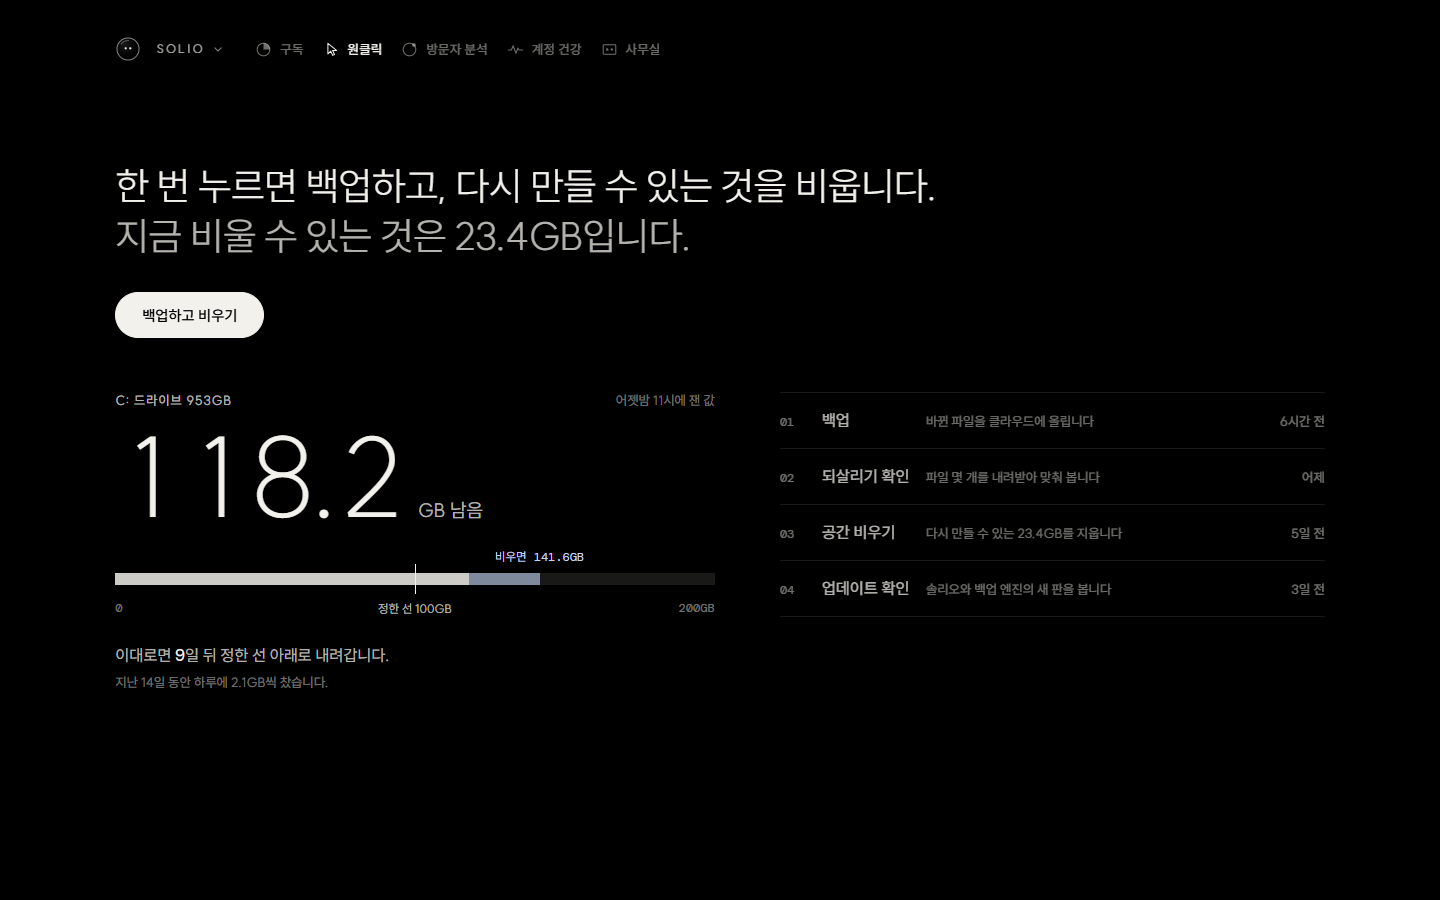 SOLIO 구독 원클릭 방문자 분석 계정 건강 사무실
한 번 누르면 백업하고, 다시 만들 수 있는 것을 비웁니다.
지금 비울 수 있는 것은 23.4GB입니다.
백업하고 비우기
C: 드라이브 953GB 어젯밤 11시에 잰 값
118.2 GB 남음
비우면 141.6GB
0 정한 선 100GB 200GB
이대로면 9일 뒤 정한 선 아래로 내려갑니다.
지난 14일 동안 하루에 2.1GB씩 찼습니다.
01 백업 바뀐 파일을 클라우드에 올립니다 6시간 전
02 되살리기 확인 파일 몇 개를 내려받아 맞춰 봅니다 어제
03 공간 비우기 다시 만들 수 있는 23.4GB를 지웁니다 5일 전
04 업데이트 확인 솔리오와 백업 엔진의 새 판을 봅니다 3일 전